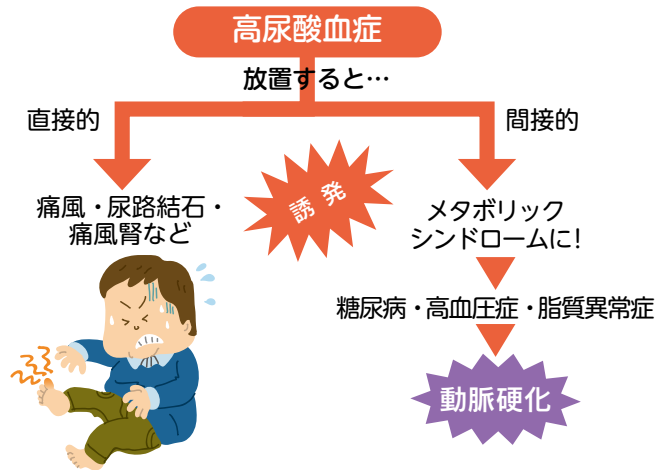 高尿酸血症
放置すると…
直接的
間接的
誘発
痛風・尿路結石・
痛風腎など
メタボリック
シンドロームに！
糖尿病・高血圧症・脂質異常症
動脈硬化